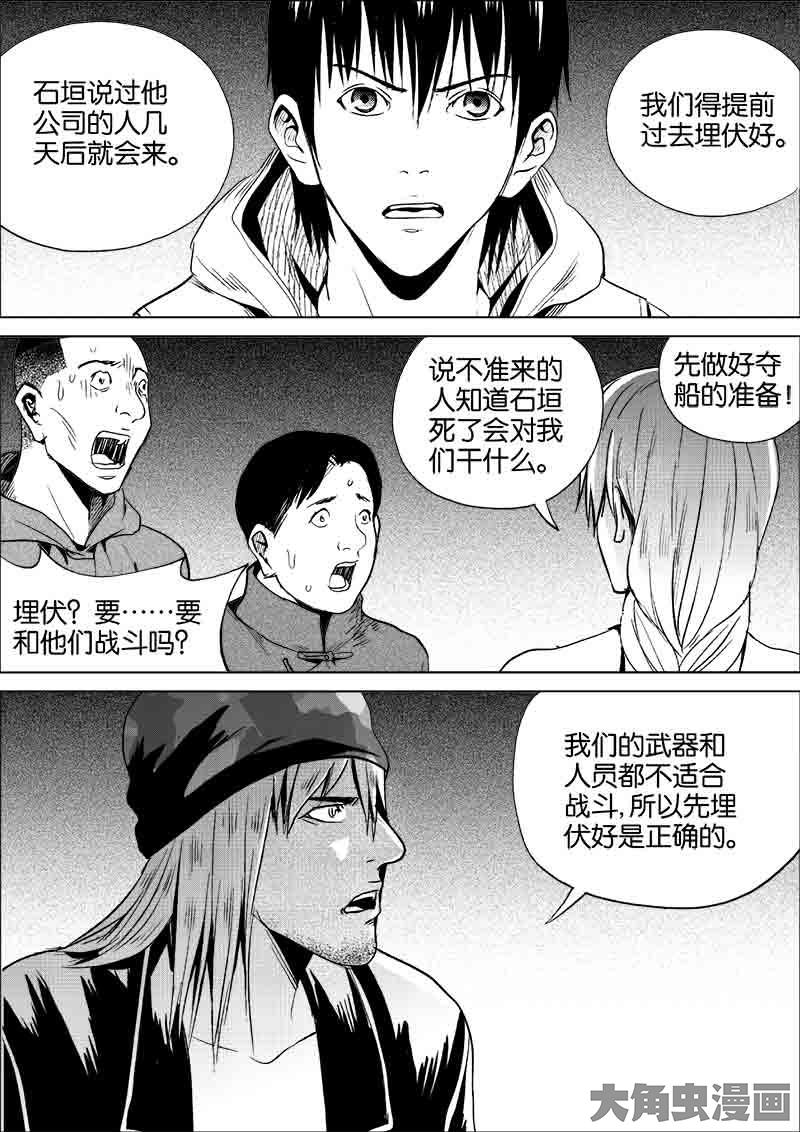 石垣说过他
公司的人几
天后就会来。
我们得提前
过去埋伏好。
说不准来的
人知道石垣
死了会对我
们干什么。
先做好夺
船的准备！
埋伏？要……要
和他们战斗吗？
我们的武器和
人员都不适合
战斗,所以先埋
伏好是正确的。
大角虫漫画